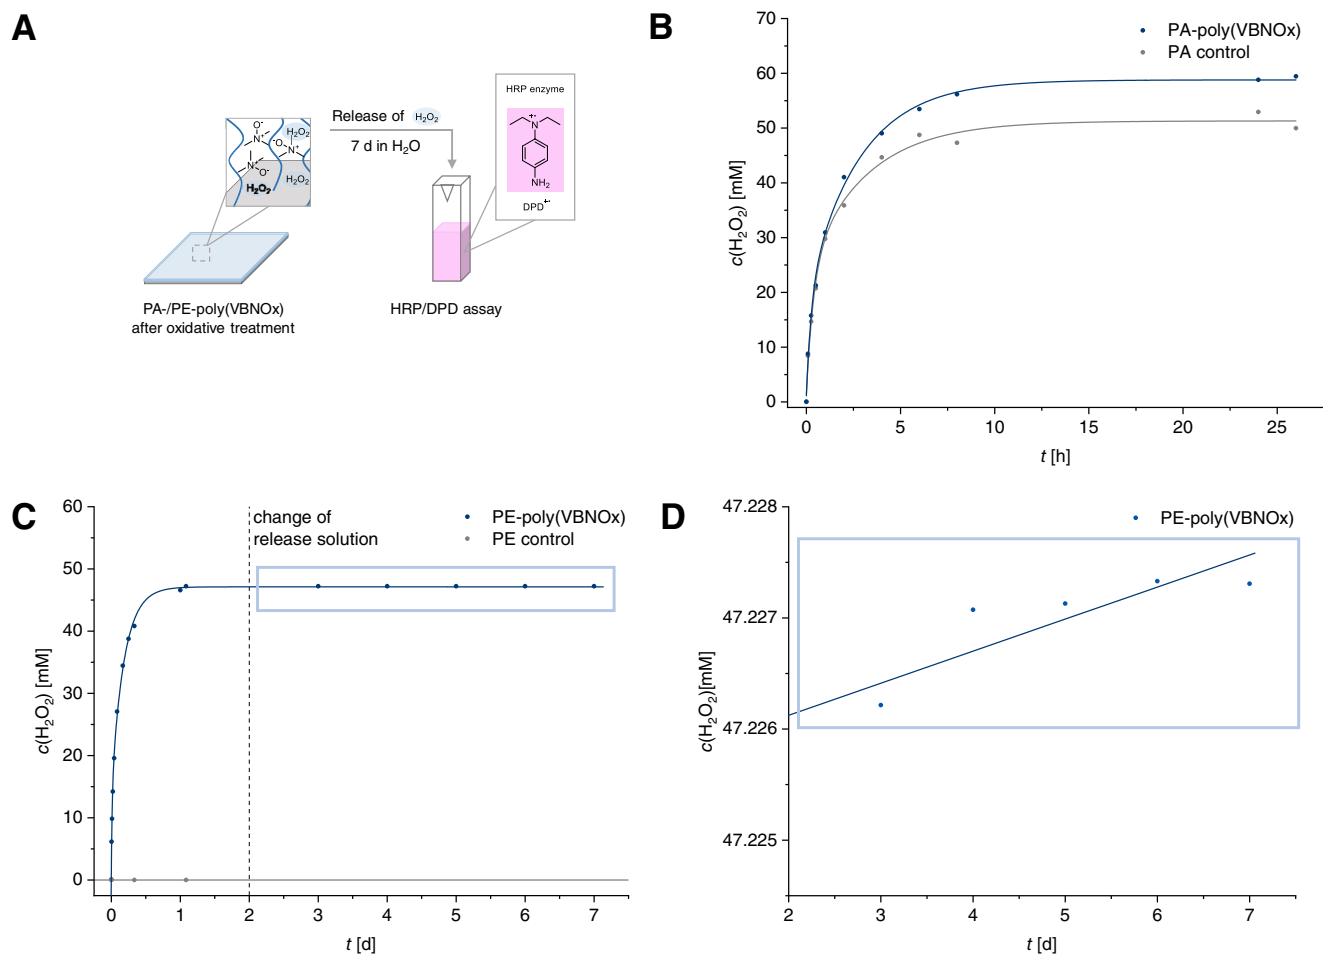 A
Release of H₂O₂
7 d in H₂O
O⁻
N⁺
H₂O₂
⁻O
N⁺
N⁺
O⁻
H₂O₂
H₂O₂
HRP enzyme
N
NH₂
DPD
PA-/PE-poly(VBNOx)
after oxidative treatment
HRP/DPD assay
B
PA-poly(VBNOx)
PA control
c(H₂O₂) [mM]
70
60
50
40
30
20
10
0
0 5 10 15 20 25
t [h]
C
change of
release solution
PE-poly(VBNOx)
PE control
c(H₂O₂) [mM]
60
50
40
30
20
10
0
0 1 2 3 4 5 6 7
t [d]
D
PE-poly(VBNOx)
c(H₂O₂)[mM]
47.228
47.227
47.226
47.225
2 3 4 5 6 7
t [d]